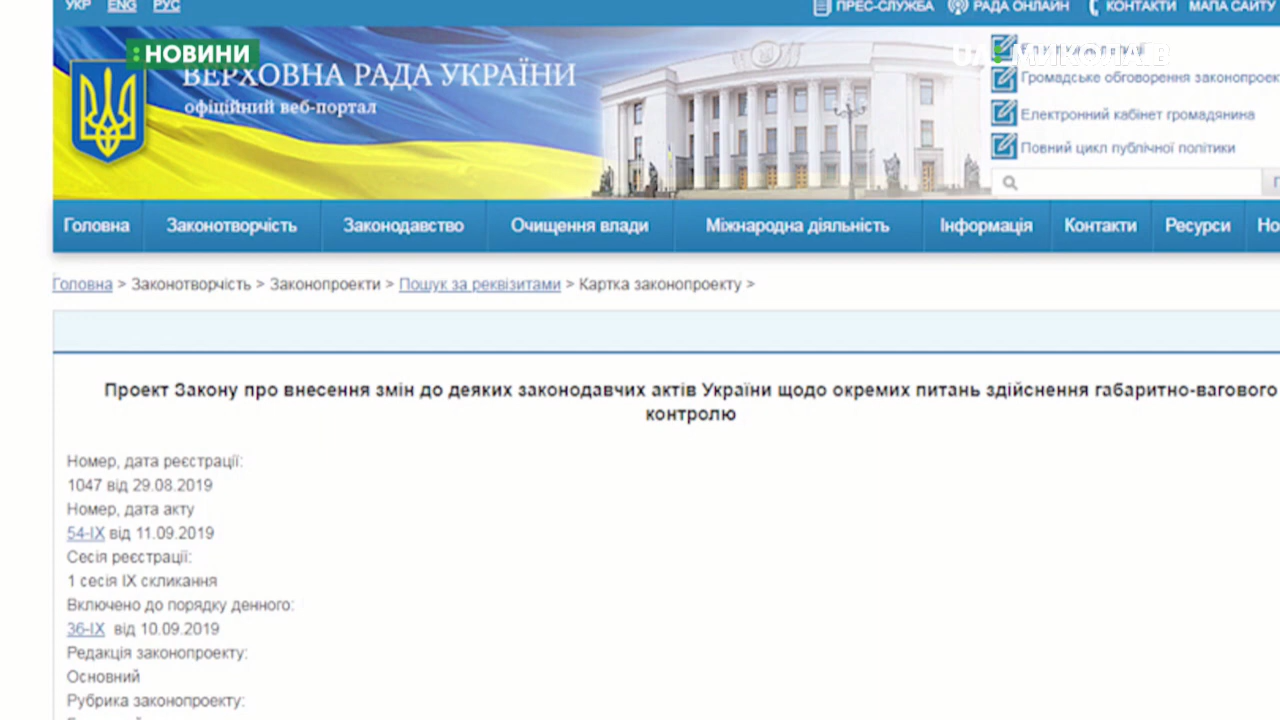 УКР ENG РУС ПРЕС-СЛУЖБА РАДА ОНЛАЙН КОНТАКТИ МАПА САЙТУ
:НОВИНИ
UA: МИКОЛАЇВ
ВЕРХОВНА РАДА УКРАЇНИ
офіційний веб-портал
Громадське обговорення законопроек
Електронний кабінет громадянина
Повний цикл публічної політики
Головна Законотворчість Законодавство Очищення влади Міжнародна діяльність Інформація Контакти Ресурси Но
Головна > Законотворчість > Законопроекти > Пошук за реквізитами > Картка законопроекту >
Проект Закону про внесення змін до деяких законодавчих актів України щодо окремих питань здійснення габаритно-вагового
контролю
Номер, дата реєстрації:
1047 від 29.08.2019
Номер, дата акту
54-IX від 11.09.2019
Сесія реєстрації:
1 сесія IX скликання
Включено до порядку денного:
36-IX від 10.09.2019
Редакція законопроекту:
Основний
Рубрика законопроекту: